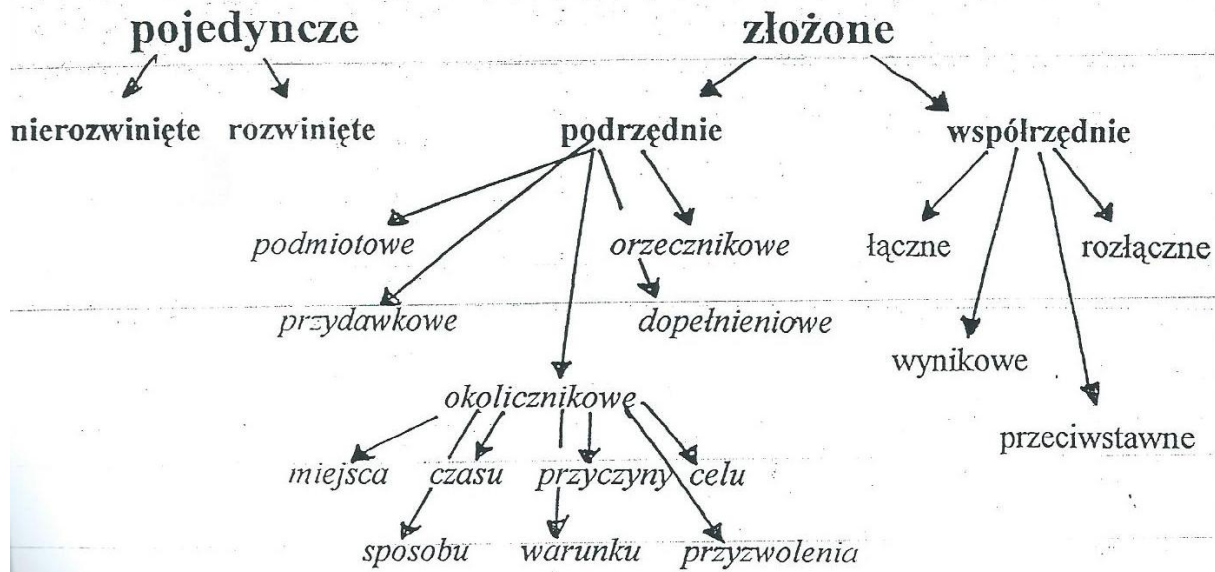 pojedyncze złożone
nierozwinięte rozwinięte podrzędnie współrzędnie
podmiotowe orzecznikowe łączne rozłączne
przydawkowe dopełnieniowe
wynikowe
okolicznikowe
przeciwstawne
miejsca czasu przyczyny celu
sposobu warunku przyzwolenia